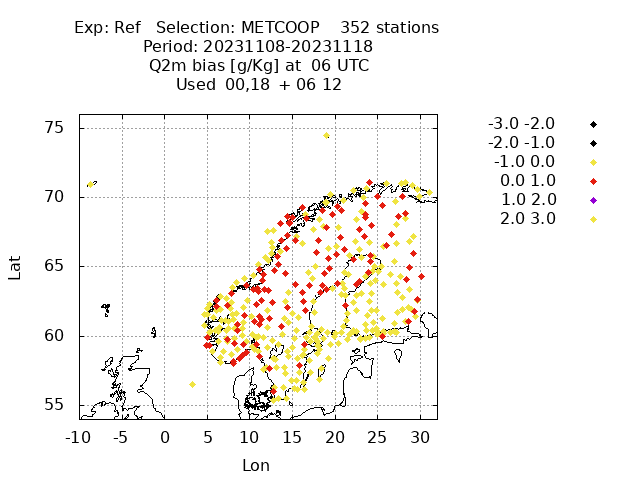 Exp: Ref   Selection: METCOOP    352 stations
Period: 20231108-20231118
Q2m bias [g/Kg] at  06 UTC
Used  00,18  + 06 12
-3.0 -2.0
-2.0 -1.0
-1.0 0.0
0.0 1.0
1.0 2.0
2.0 3.0
75
70
65
60
55
Lat
-10 -5 0 5 10 15 20 25 30
Lon